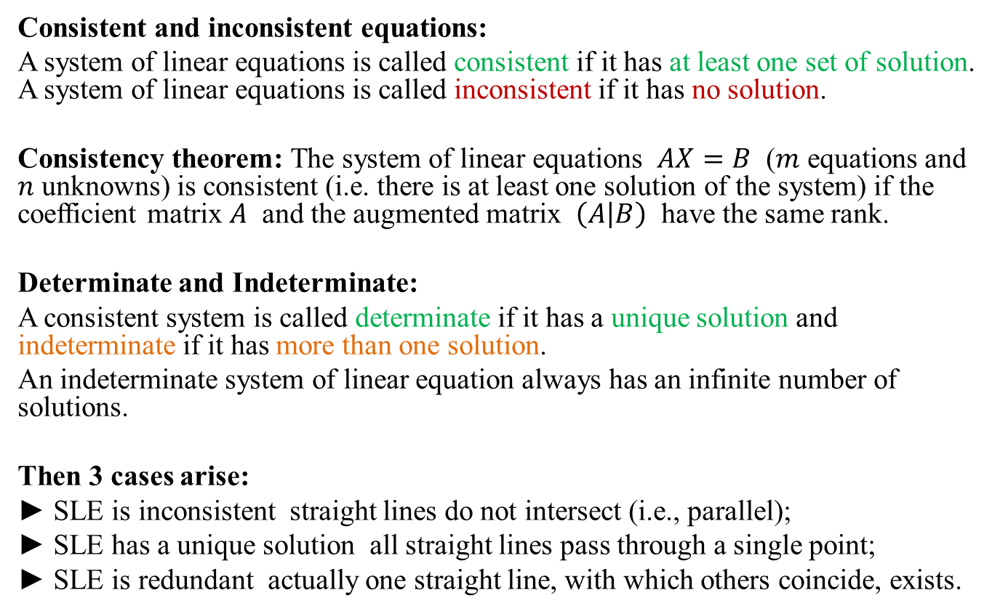 Consistent and inconsistent equations:
A system of linear equations is called consistent if it has at least one set of solution.
A system of linear equations is called inconsistent if it has no solution.
Consistency theorem: The system of linear equations AX = B (m equations and
n unknowns) is consistent (i.e. there is at least one solution of the system) if the
coefficient matrix A and the augmented matrix (A|B) have the same rank.
Determinate and Indeterminate:
A consistent system is called determinate if it has a unique solution and
indeterminate if it has more than one solution.
An indeterminate system of linear equation always has an infinite number of
solutions.
Then 3 cases arise:
► SLE is inconsistent straight lines do not intersect (i.e., parallel);
► SLE has a unique solution all straight lines pass through a single point;
► SLE is redundant actually one straight line, with which others coincide, exists.